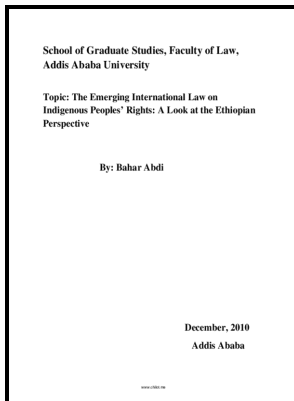 School of Graduate Studies, Faculty of Law,
Addis Ababa University
Topic: The Emerging International Law on
Indigenous Peoples' Rights: A Look at the Ethiopian
Perspective
By: Bahar Abdi
December, 2010
Addis Ababa